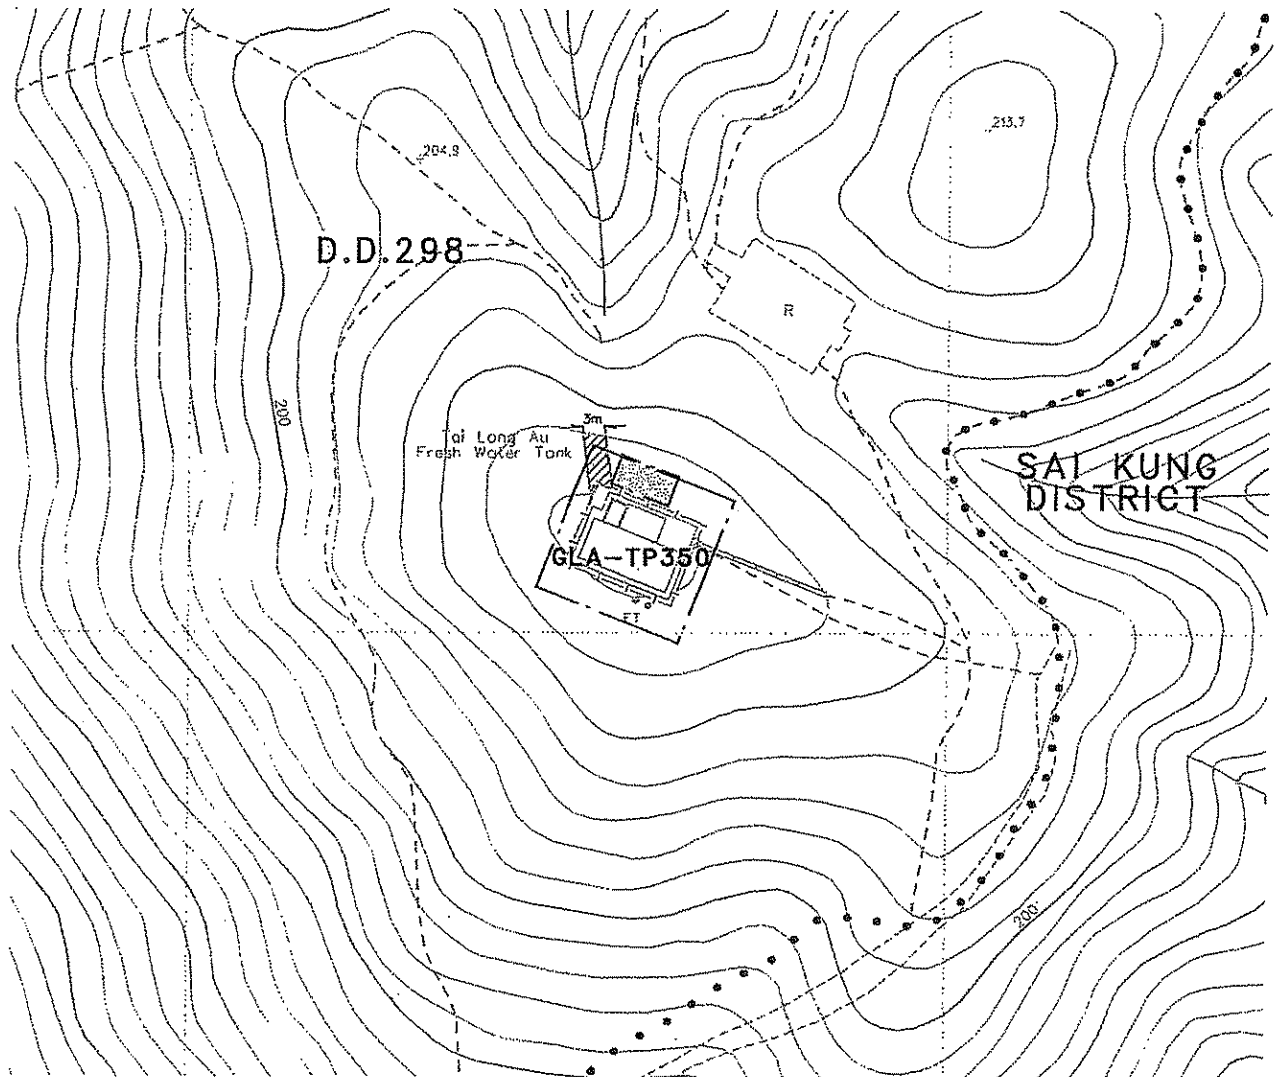 213.7
204.9
D.D.298
R
200
3m
Tai Long Au
Fresh Water Tank
SAI KUNG
DISTRICT
GLA-TP350
FT
200